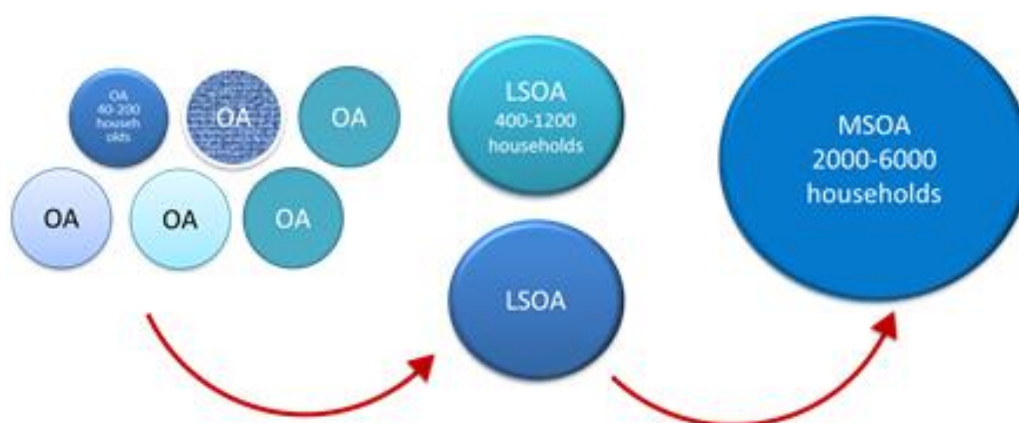 OA
40-200
househ
olds
OA
OA
OA
OA
OA
LSOA
400-1200
households
LSOA
MSOA
2000-6000
households